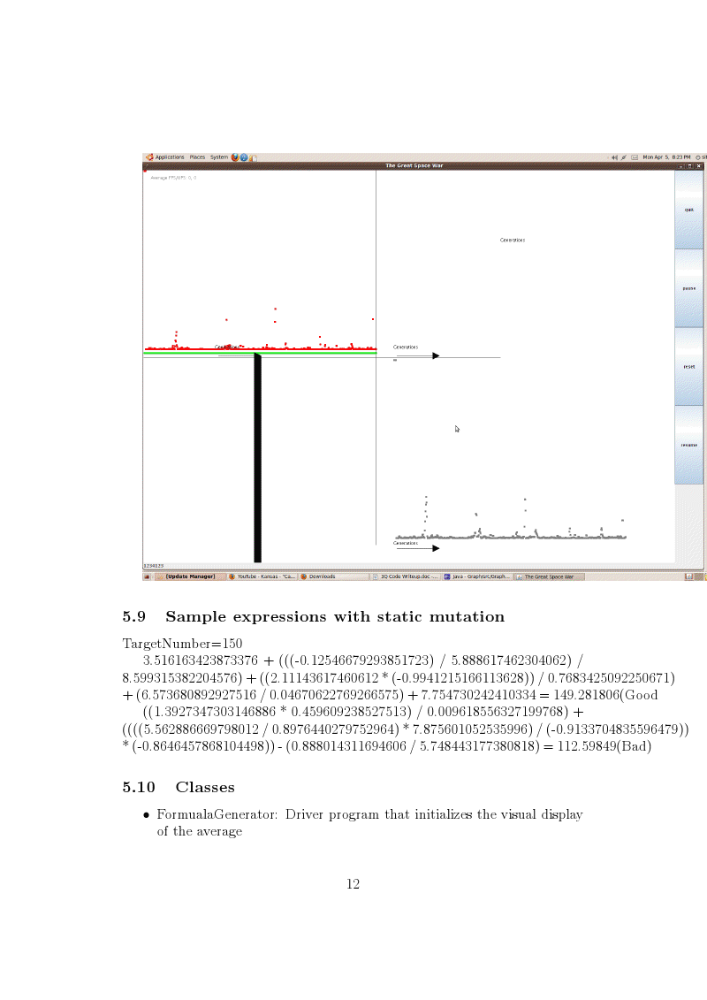 Applications Places System
Mon Apr 5, 8:23 PM
The Great Space War
Average FPS/UPS: 0, 0
quit
Generations
pause
Generations
Generations
reset
resume
Generations
1234123
[Update Manager] YouTube - Kansas - "Ca... Downloads 3Q Code Writeup.doc -... Java - Graph/src/Graph... The Great Space War
5.9 Sample expressions with static mutation
TargetNumber=150
3.516163423873376 + (((-0.12546679293851723) / 5.888617462304062) /
8.599315382204576) + ((2.11143617460612 * (-0.9941215166113628)) / 0.7683425092250671)
+ (6.573680892927516 / 0.04670622769266575) + 7.754730242410334 = 149.281806(Good
((1.3927347303146886 * 0.459609238527513) / 0.009618556327199768) +
((((5.562886669798012 / 0.8976440279752964) * 7.875601052535996) / (-0.9133704835596479))
* (-0.8646457868104498)) - (0.888014311694606 / 5.748443177380818) = 112.59849(Bad)
5.10 Classes
• FormualaGenerator: Driver program that initializes the visual display
of the average
12